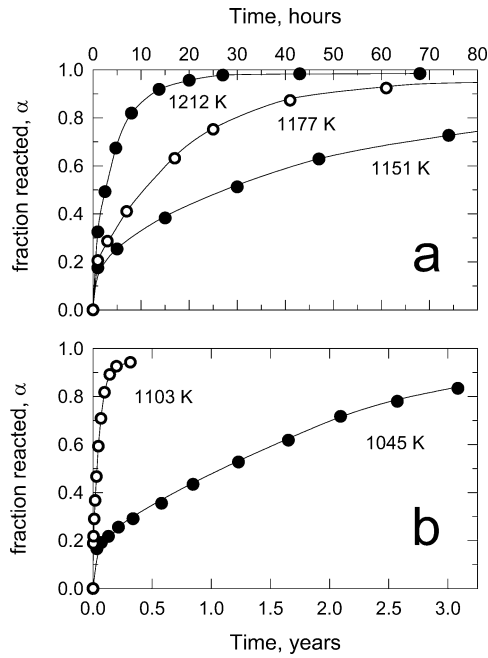 Time, hours
0 10 20 30 40 50 60 70 80
1.0
0.8
0.6
0.4
0.2
0.0
fraction reacted, α
1212 K
1177 K
1151 K
a
1.0
0.8
0.6
0.4
0.2
0.0
fraction reacted, α
1103 K
1045 K
b
0.0 0.5 1.0 1.5 2.0 2.5 3.0
Time, years